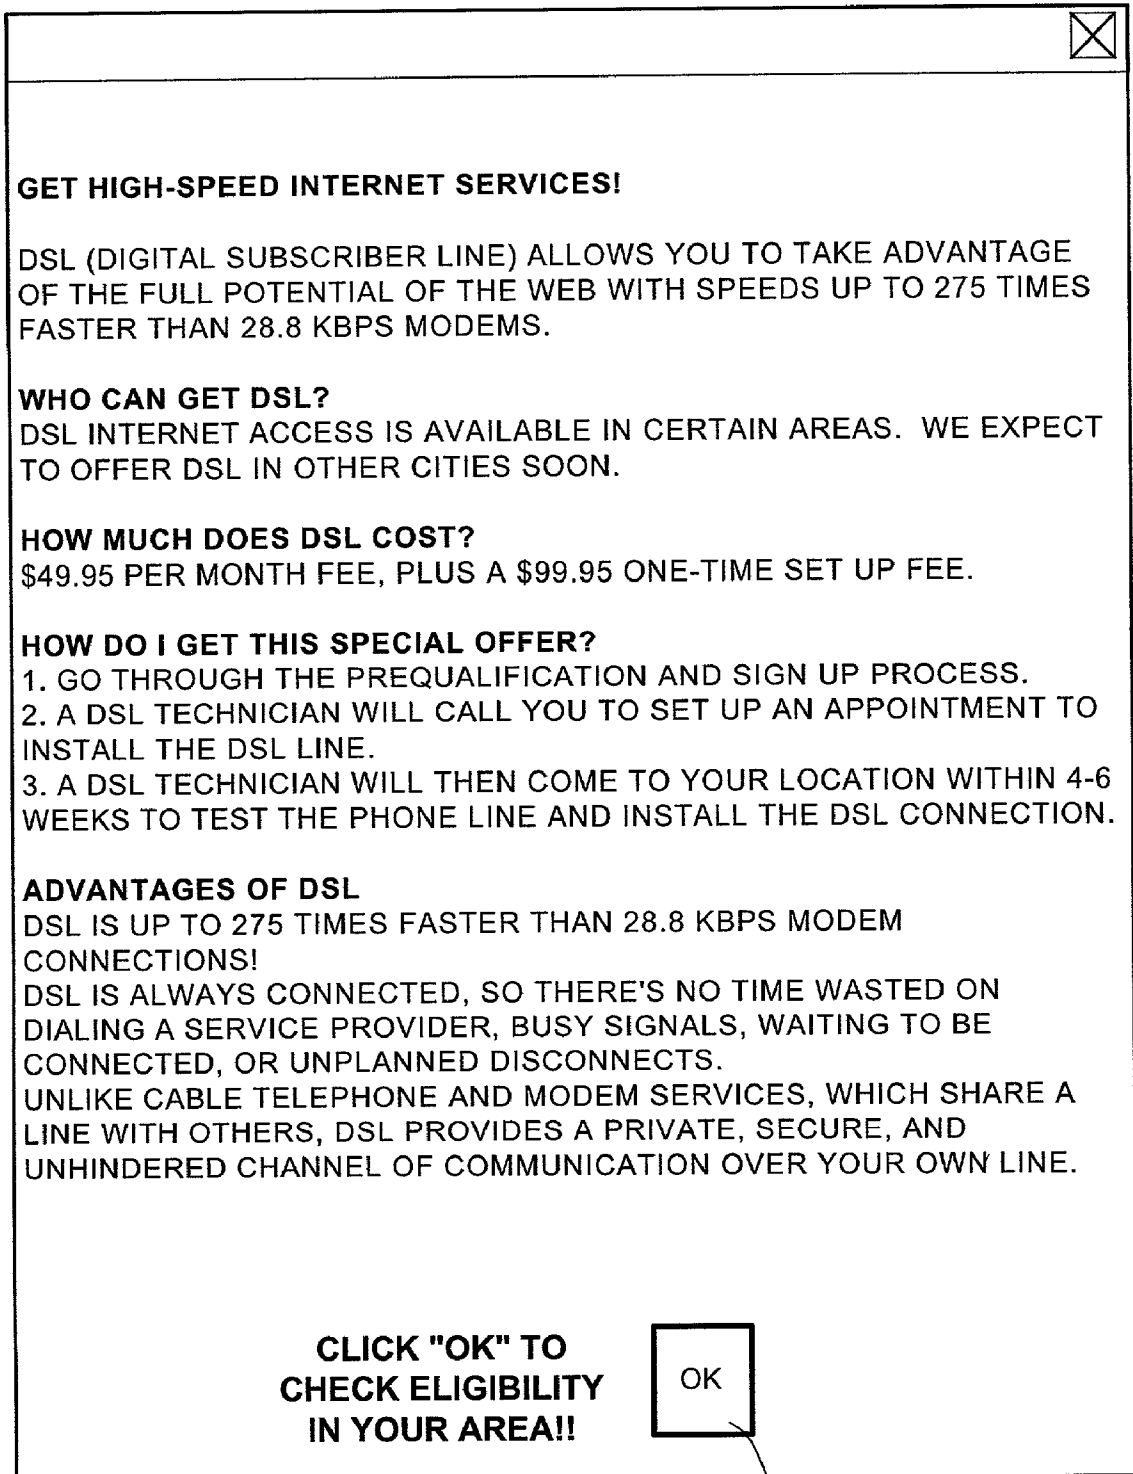 GET HIGH-SPEED INTERNET SERVICES!
DSL (DIGITAL SUBSCRIBER LINE) ALLOWS YOU TO TAKE ADVANTAGE
OF THE FULL POTENTIAL OF THE WEB WITH SPEEDS UP TO 275 TIMES
FASTER THAN 28.8 KBPS MODEMS.
WHO CAN GET DSL?
DSL INTERNET ACCESS IS AVAILABLE IN CERTAIN AREAS. WE EXPECT
TO OFFER DSL IN OTHER CITIES SOON.
HOW MUCH DOES DSL COST?
$49.95 PER MONTH FEE, PLUS A $99.95 ONE-TIME SET UP FEE.
HOW DO I GET THIS SPECIAL OFFER?
1. GO THROUGH THE PREQUALIFICATION AND SIGN UP PROCESS.
2. A DSL TECHNICIAN WILL CALL YOU TO SET UP AN APPOINTMENT TO
INSTALL THE DSL LINE.
3. A DSL TECHNICIAN WILL THEN COME TO YOUR LOCATION WITHIN 4-6
WEEKS TO TEST THE PHONE LINE AND INSTALL THE DSL CONNECTION.
ADVANTAGES OF DSL
DSL IS UP TO 275 TIMES FASTER THAN 28.8 KBPS MODEM
CONNECTIONS!
DSL IS ALWAYS CONNECTED, SO THERE'S NO TIME WASTED ON
DIALING A SERVICE PROVIDER, BUSY SIGNALS, WAITING TO BE
CONNECTED, OR UNPLANNED DISCONNECTS.
UNLIKE CABLE TELEPHONE AND MODEM SERVICES, WHICH SHARE A
LINE WITH OTHERS, DSL PROVIDES A PRIVATE, SECURE, AND
UNHINDERED CHANNEL OF COMMUNICATION OVER YOUR OWN LINE.
CLICK "OK" TO
CHECK ELIGIBILITY
IN YOUR AREA!!
OK